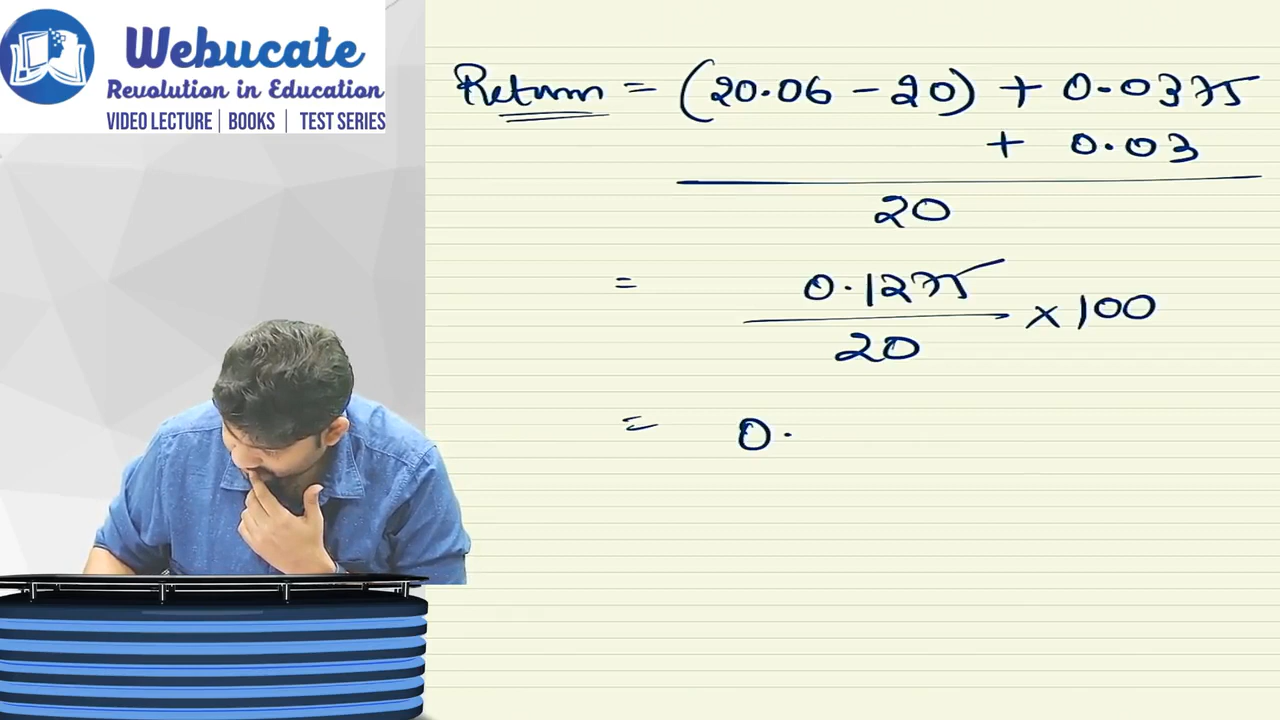 Webucate
Revolution in Education
VIDEO LECTURE | BOOKS | TEST SERIES
Return = (20.06 - 20) + 0.0375
+ 0.03
20
= 0.1275
20
× 100
= 0.